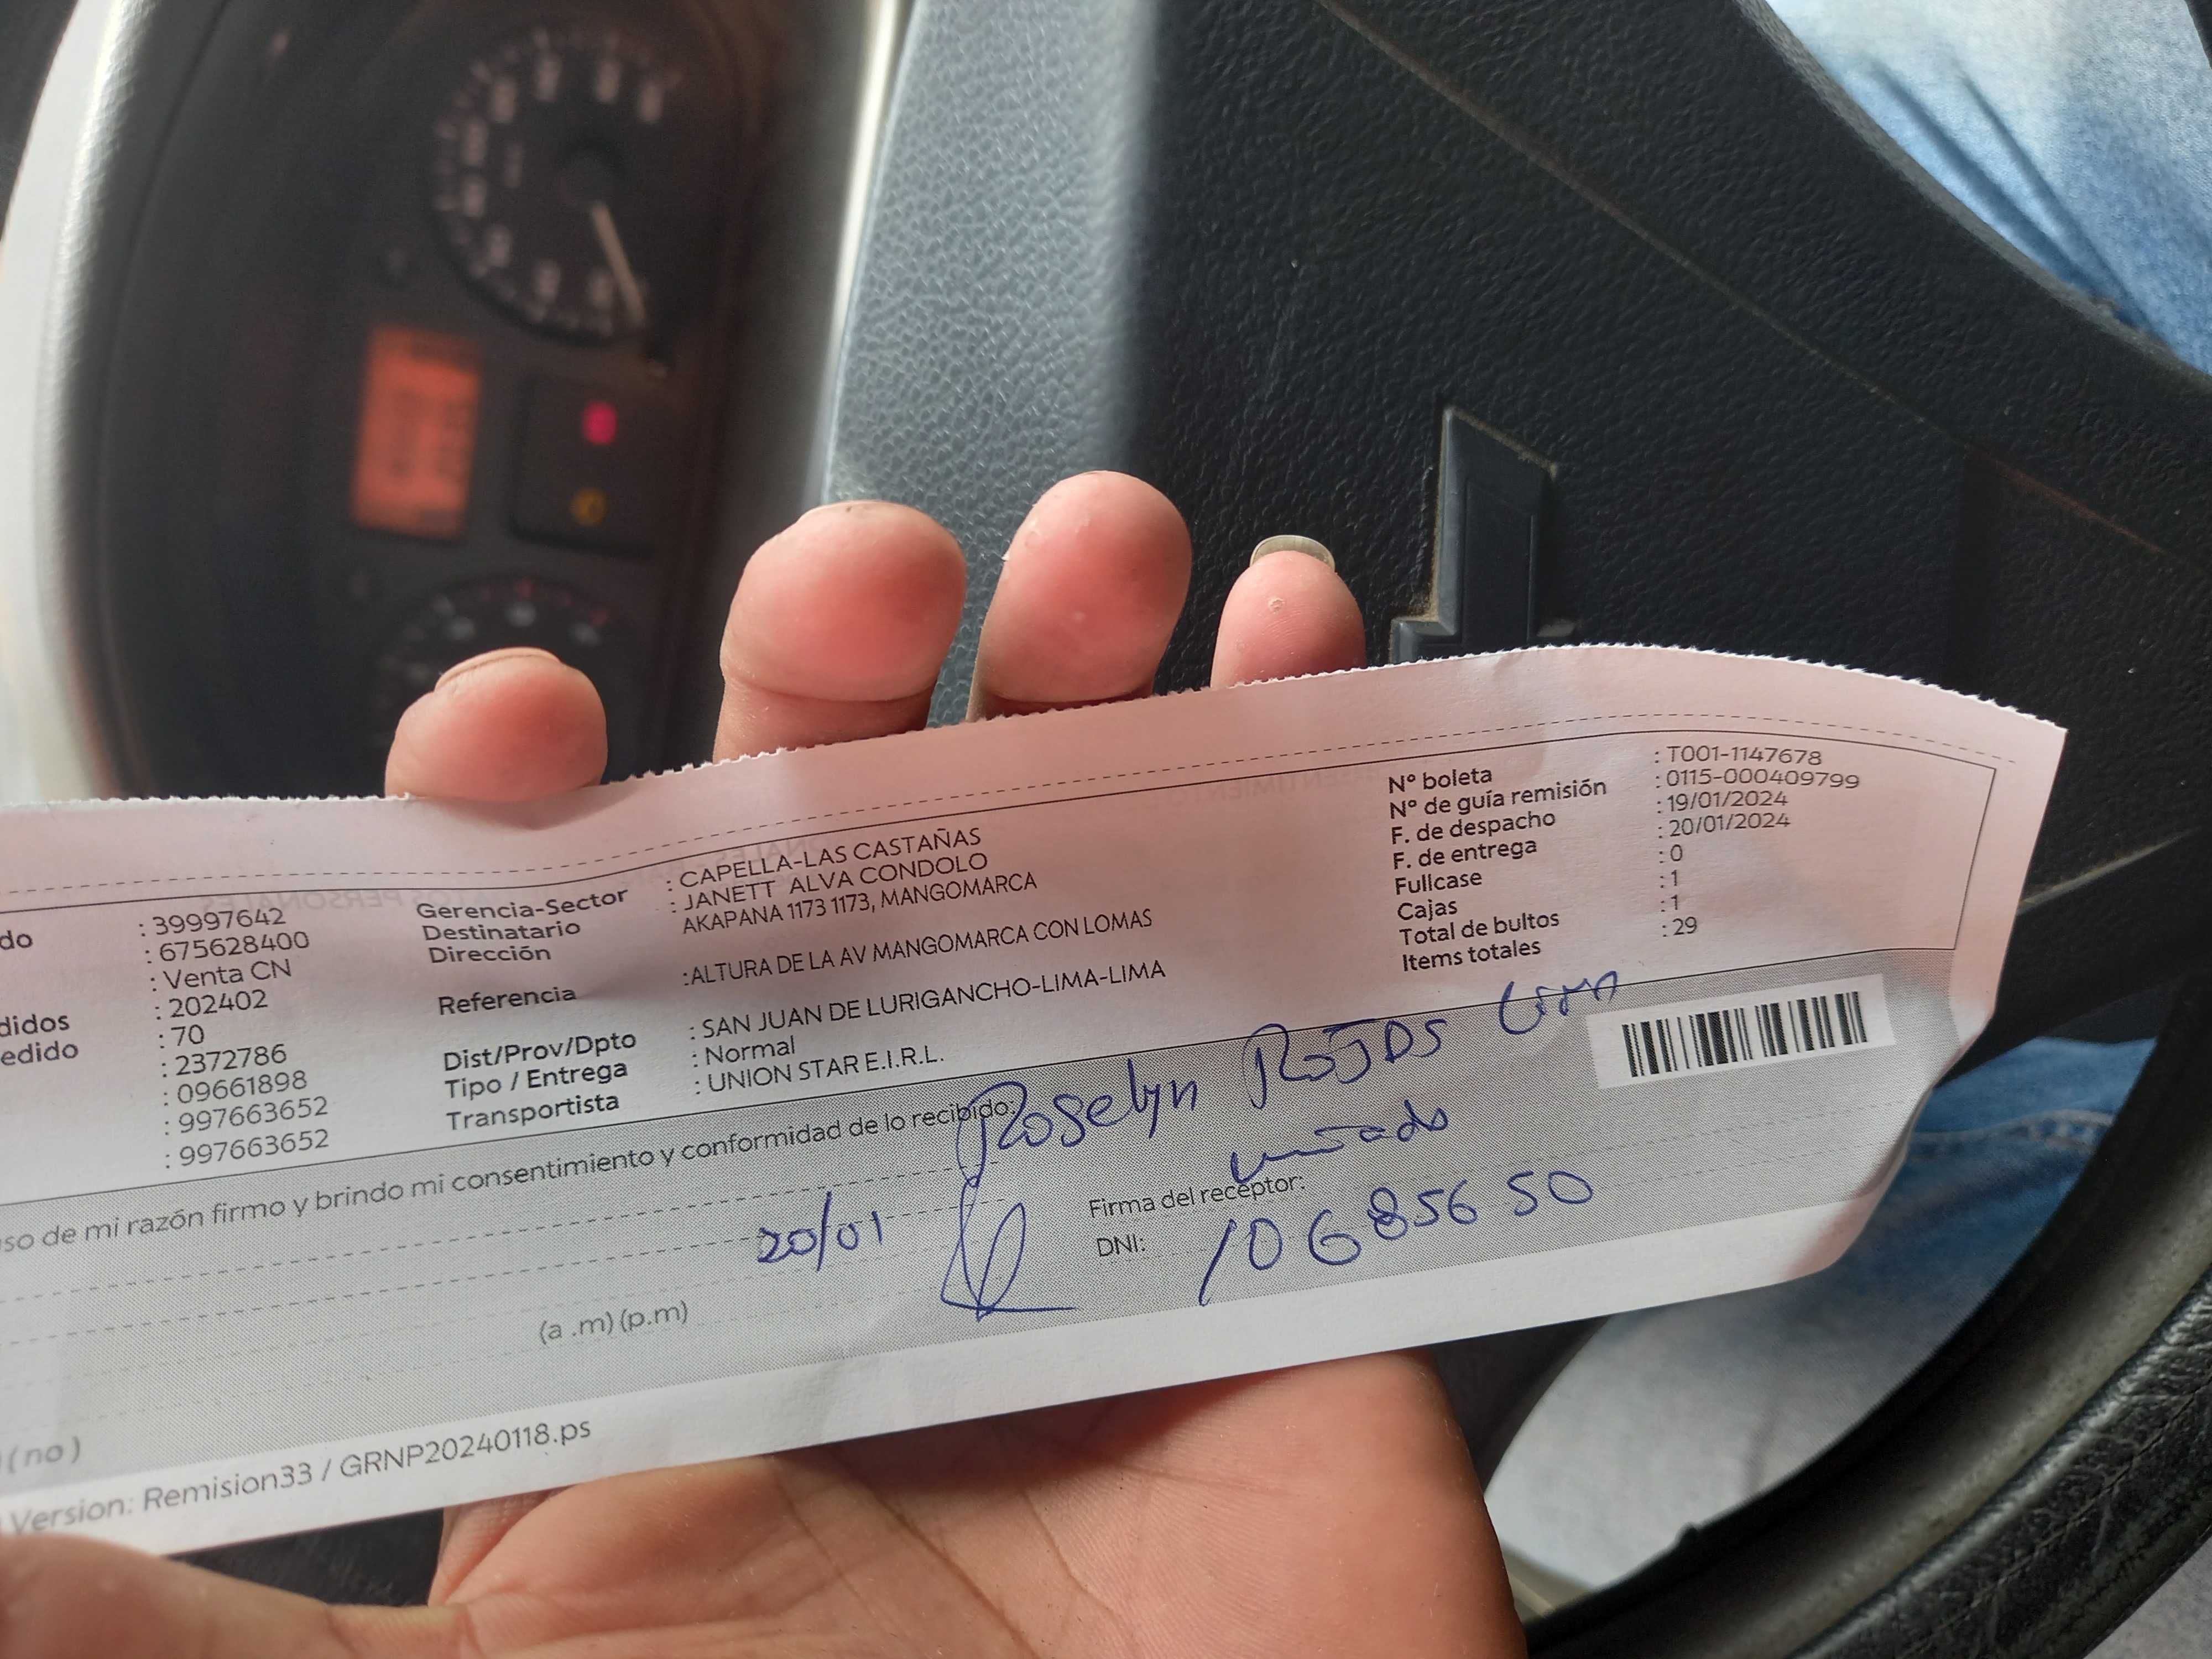 do : 39997642
: 675628400
: Venta CN
: 202402
didos : 70
edido : 2372786
: 09661898
: 997663652
: 997663652
Gerencia-Sector : CAPELLA-LAS CASTAÑAS
Destinatario : JANETT ALVA CONDOLO
Dirección AKAPANA 1173 1173, MANGOMARCA
Referencia :ALTURA DE LA AV MANGOMARCA CON LOMAS
Dist/Prov/Dpto : SAN JUAN DE LURIGANCHO-LIMA-LIMA
Tipo / Entrega : Normal
Transportista : UNION STAR E.I.R.L.
Nº boleta : T001-1147678
Nº de guía remisión : 0115-000409799
F. de despacho : 19/01/2024
F. de entrega : 20/01/2024
Fullcase : 0
Cajas : 1
Total de bultos : 1
Items totales : 29
so de mi razón firmo y brindo mi consentimiento y conformidad de lo recibido:
Roselyn Rojas
20/01
Firma del receptor:
DNI: 10685650
(a .m) (p.m)
( no )
Version: Remision33 / GRNP20240118.ps